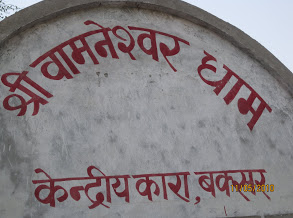 श्री वामनेश्वर धाम
केन्द्रीय कारा, बक्सर